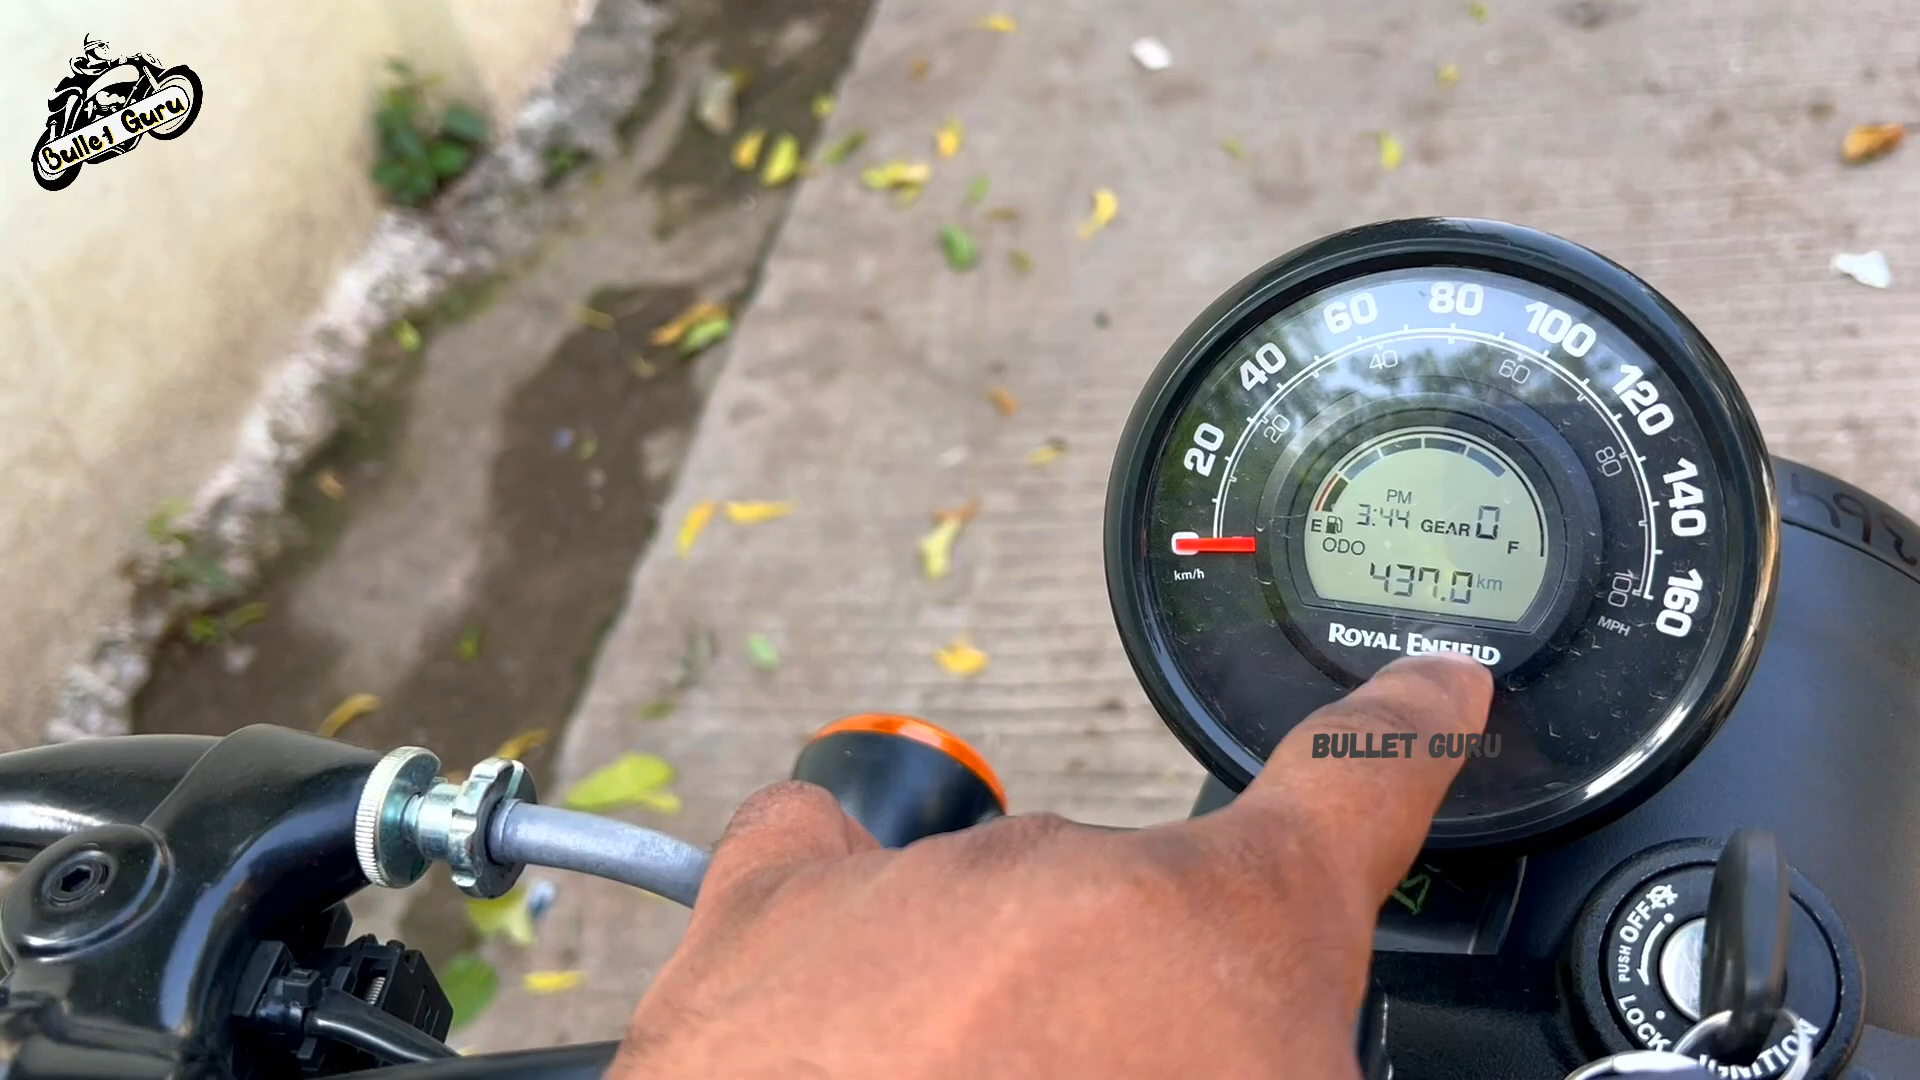 Bullet Guru
20 40 60 80 100 120 140 160
20 40 60 80 100
MPH
0
km/h
PM
3:44 GEAR 0
E F
ODO
437.0 km
ROYAL ENFIELD
BULLET GURU
PUSH OFF
LOCK
IGNITION